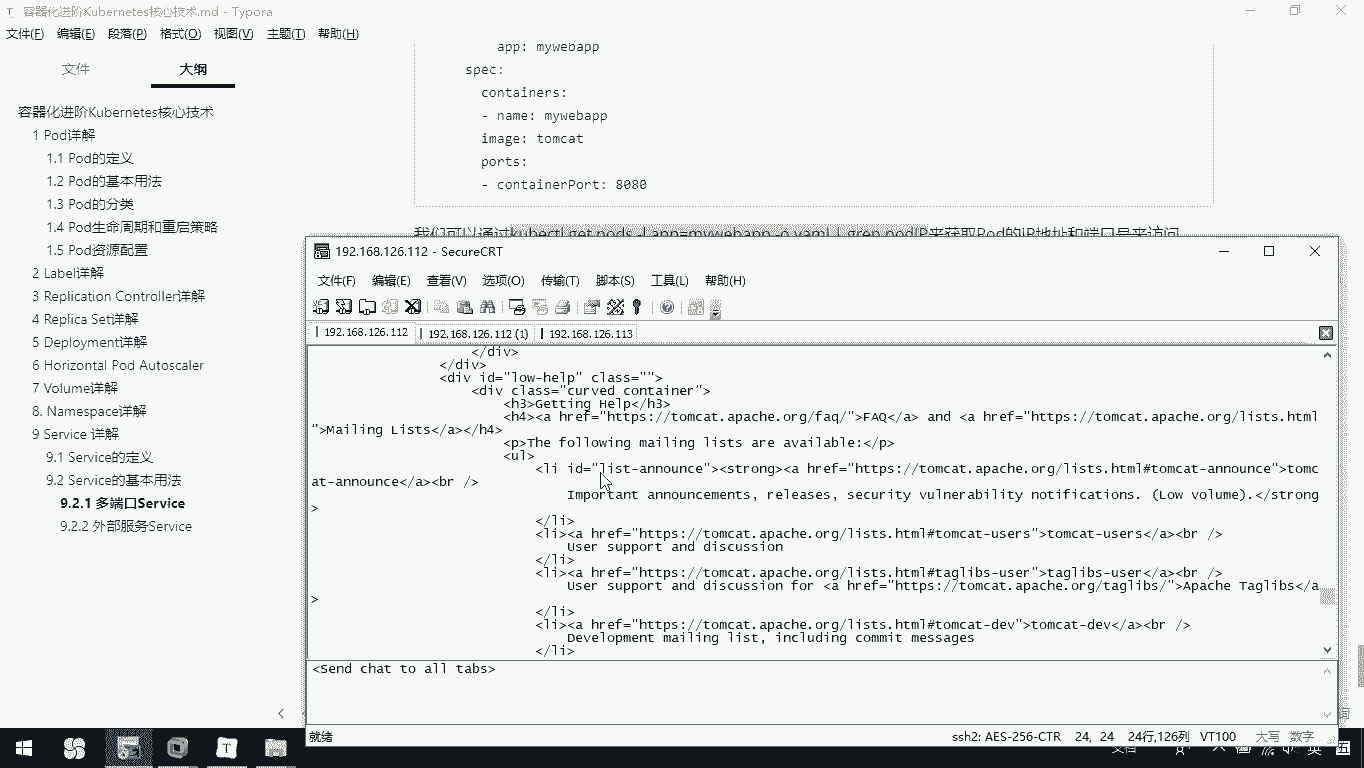 容器化进阶Kubernetes核心技术.md - Typora
文件(F) 编辑(E) 段落(P) 格式(O) 视图(V) 主题(T) 帮助(H)
文件 大纲
容器化进阶Kubernetes核心技术
1 Pod详解
1.1 Pod的定义
1.2 Pod的基本用法
1.3 Pod的分类
1.4 Pod生命周期和重启策略
1.5 Pod资源配置
2 Label详解
3 Replication Controller详解
4 Replica Set详解
5 Deployment详解
6 Horizontal Pod Autoscaler
7 Volume详解
8. Namespace详解
9 Service 详解
9.1 Service的定义
9.2 Service的基本用法
9.2.1 多端口Service
9.2.2 外部服务Service
app: mywebapp
spec:
containers:
- name: mywebapp
image: tomcat
ports:
- containerPort: 8080
我们可以通过kubectl get pods -l app=mywebapp -o yaml | grep podIP来获取Pod的IP地址和端口号来访问
192.168.126.112 - SecureCRT
文件(F) 编辑(E) 查看(V) 选项(O) 传输(T) 脚本(S) 工具(L) 帮助(H)
192.168.126.112 192.168.126.112 (1) 192.168.126.113
</div>
</div>
<div id="low-help" class="">
<div class="curved container">
<h3>Getting Help</h3>
<h4><a href="https://tomcat.apache.org/faq/">FAQ</a> and <a href="https://tomcat.apache.org/lists.html
">Mailing Lists</a></h4>
<p>The following mailing lists are available:</p>
<ul>
<li id="list-announce"><strong><a href="https://tomcat.apache.org/lists.html#tomcat-announce">tomc
at-announce</a><br />
Important announcements, releases, security vulnerability notifications. (Low volume).</strong
>
</li>
<li><a href="https://tomcat.apache.org/lists.html#tomcat-users">tomcat-users</a><br />
User support and discussion
</li>
<li><a href="https://tomcat.apache.org/lists.html#taglibs-user">taglibs-user</a><br />
User support and discussion for <a href="https://tomcat.apache.org/taglibs/">Apache Taglibs</a
>
</li>
<li><a href="https://tomcat.apache.org/lists.html#tomcat-dev">tomcat-dev</a><br />
Development mailing list, including commit messages
</li>
<Send chat to all tabs>
就绪 ssh2: AES-256-CTR 24, 24 24行,126列 VT100 大写 数字